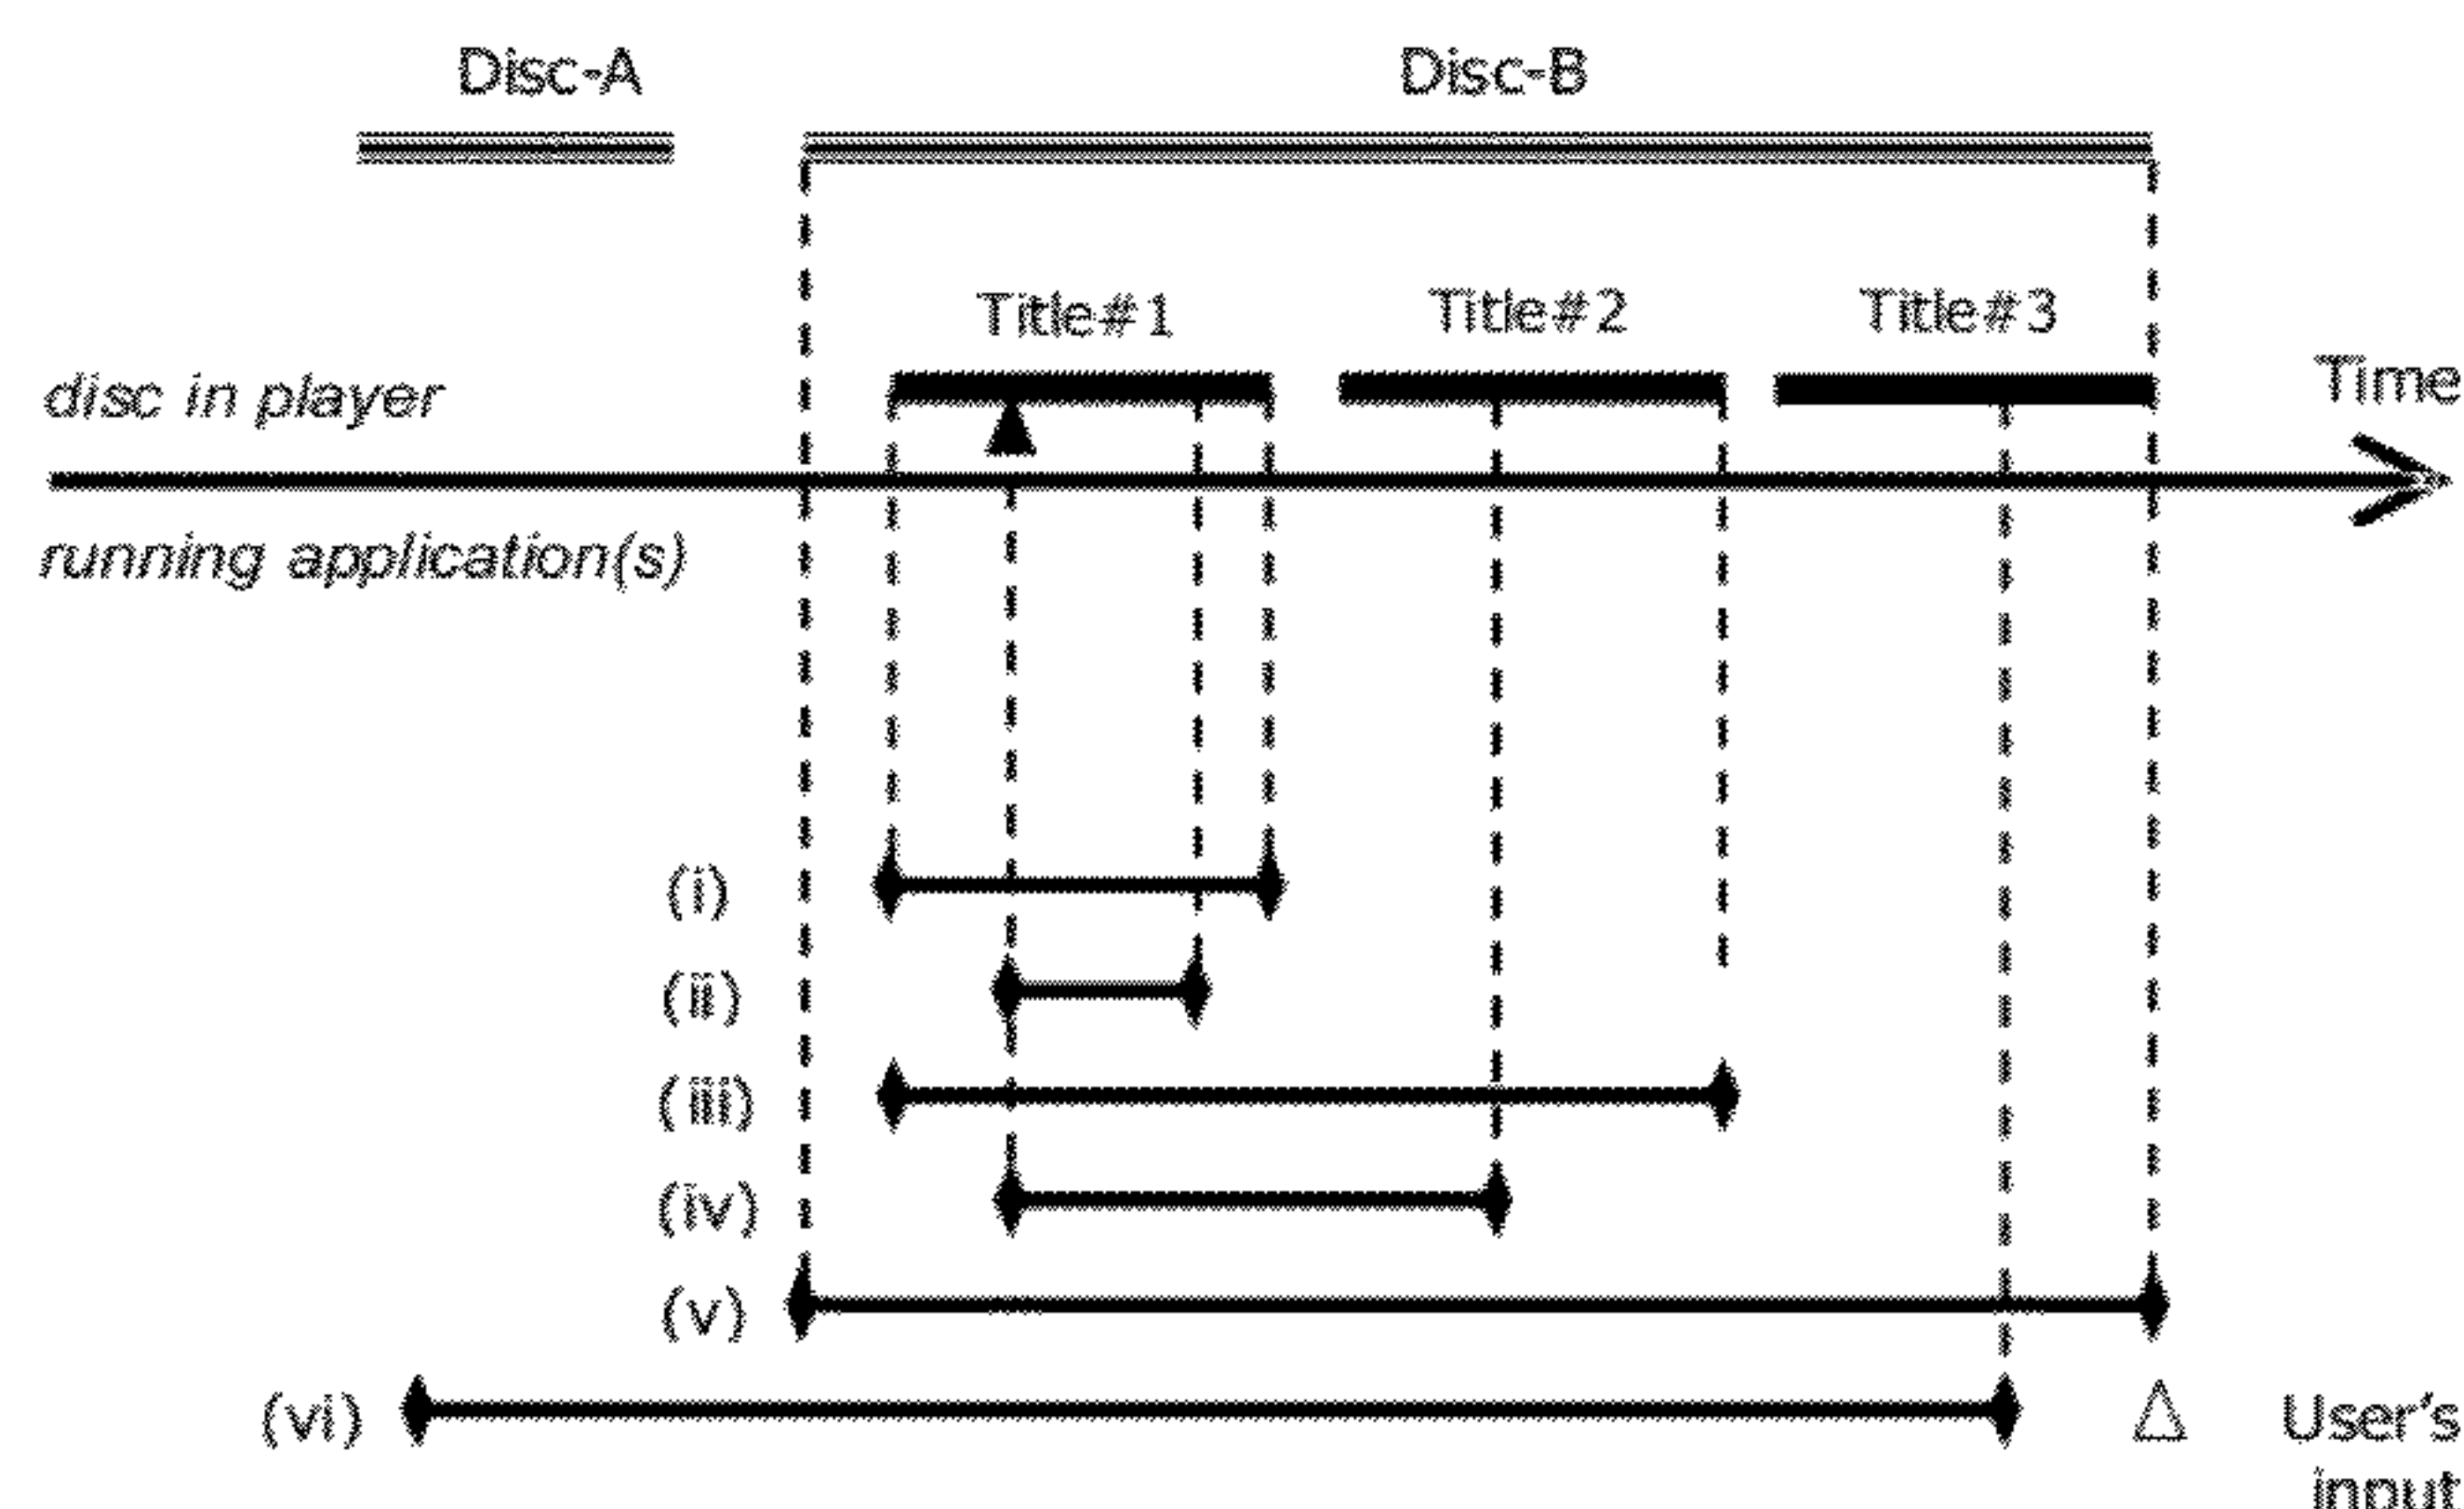 Disc-A
Disc-B
Title#1
Title#2
Title#3
disc in player
Time
running application(s)
(i)
(ii)
(iii)
(iv)
(v)
(vi)
User's
input